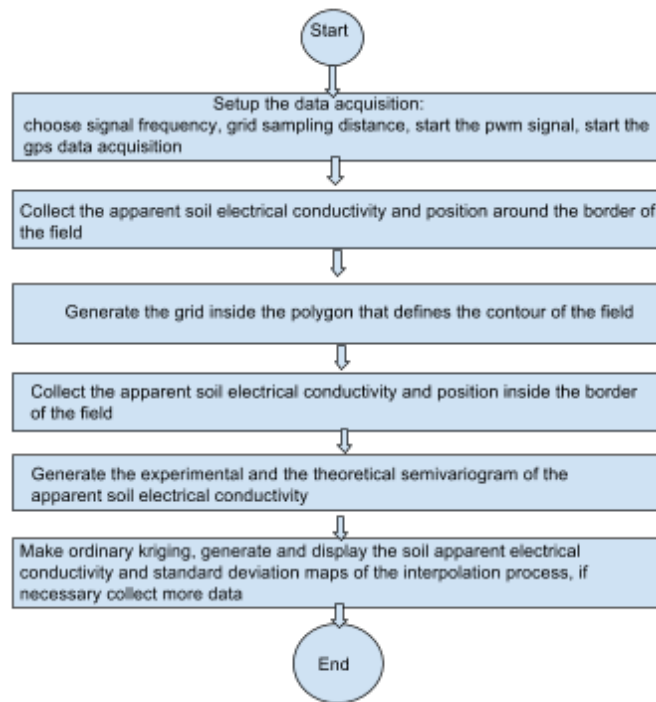 Start
Setup the data acquisition:
choose signal frequency, grid sampling distance, start the pwm signal, start the
gps data acquisition
Collect the apparent soil electrical conductivity and position around the border of
the field
Generate the grid inside the polygon that defines the contour of the field
Collect the apparent soil electrical conductivity and position inside the border
of the field
Generate the experimental and the theoretical semivariogram of the
apparent soil electrical conductivity
Make ordinary kriging, generate and display the soil apparent electrical
conductivity and standard deviation maps of the interpolation process, if
necessary collect more data
End